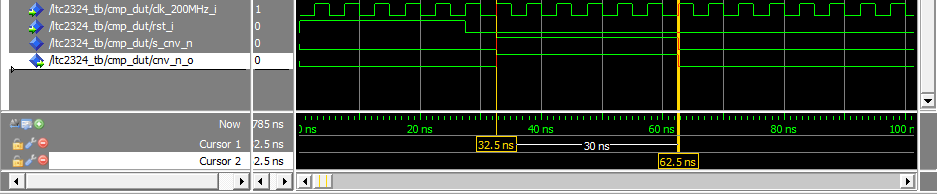 /ltc2324_tb/cmp_dut/clk_200MHz_i 1
/ltc2324_tb/cmp_dut/rst_i 0
/ltc2324_tb/cmp_dut/s_cnv_n 0
/ltc2324_tb/cmp_dut/cnv_n_o 0
Now 785 ns 0 ns 20 ns 40 ns 60 ns 80 ns 100 n
Cursor 1 2.5 ns 32.5 ns 30 ns
Cursor 2 2.5 ns 62.5 ns